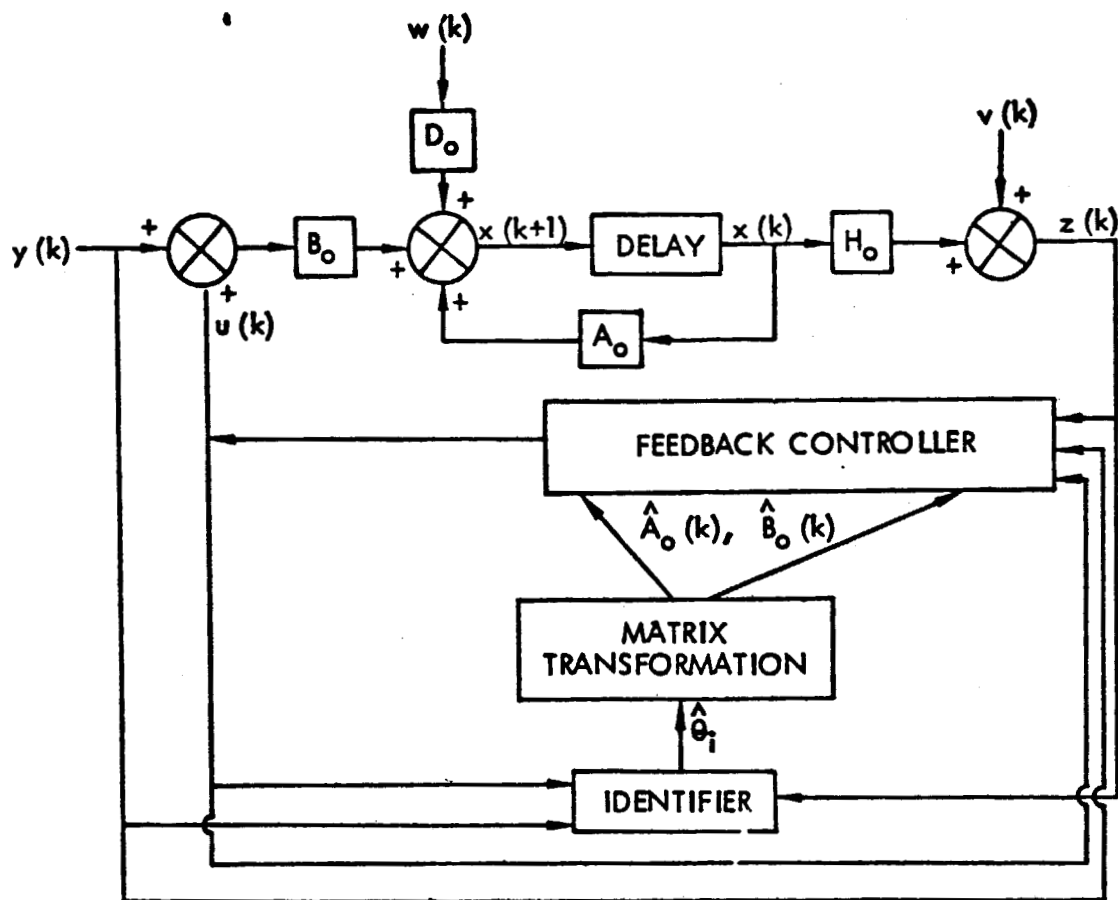 w (k)
D₀
v (k)
+
+
+
y (k)
B₀
+
x (k+1)
DELAY
x (k)
H₀
+
z (k)
+
+
u (k)
A₀
FEEDBACK CONTROLLER
Â₀ (k), B̂₀ (k)
MATRIX
TRANSFORMATION
θ̂ᵢ
IDENTIFIER